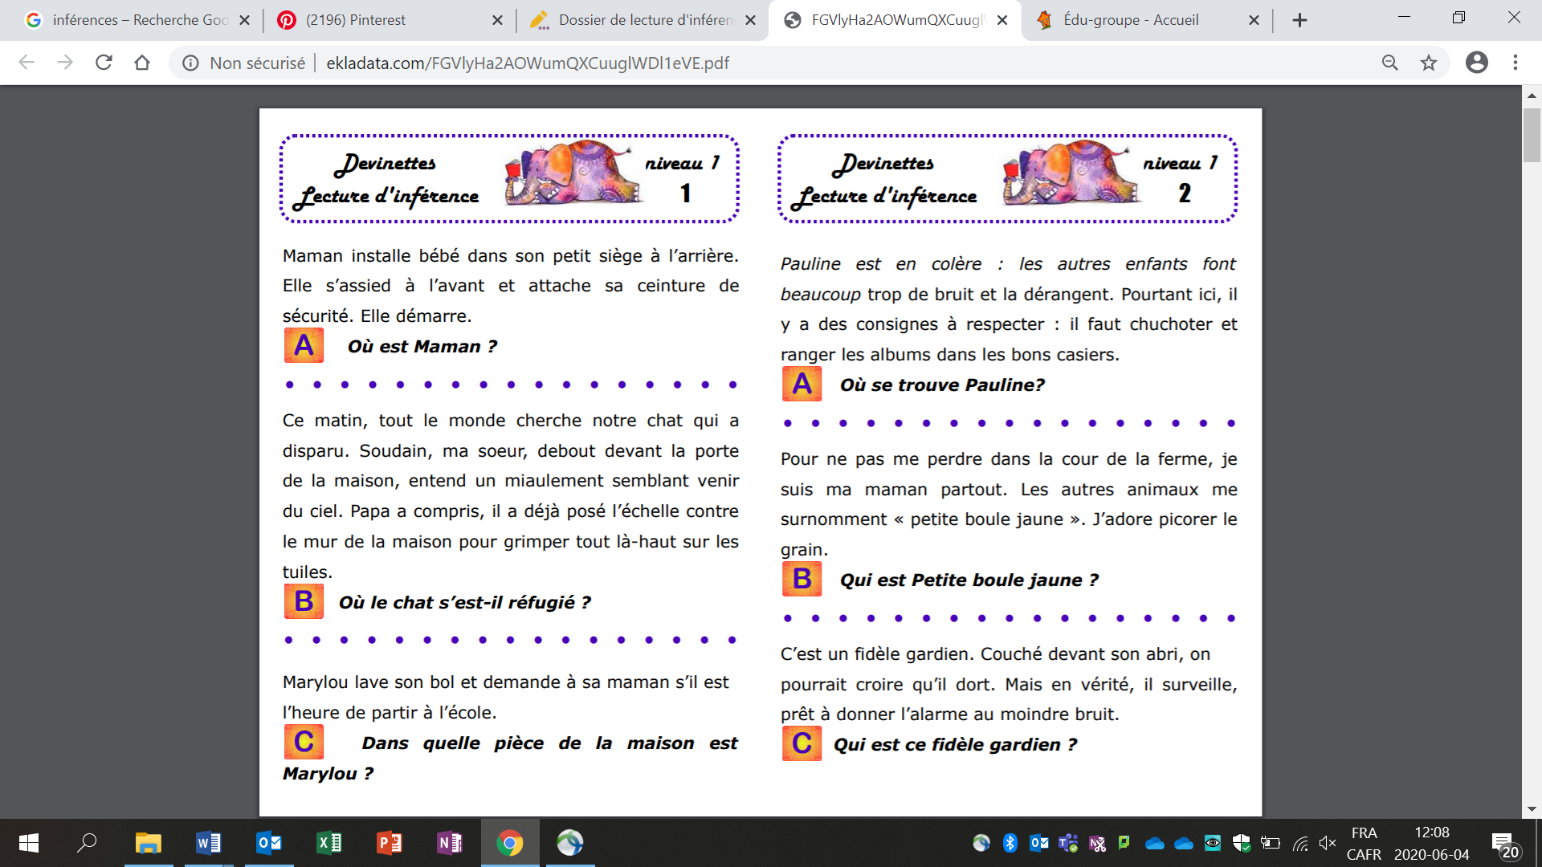 inférences – Recherche Goo
(2196) Pinterest
Dossier de lecture d'inféren
FGVlyHa2AOWumQXCuuglV
Édu-groupe - Accueil
Non sécurisé | ekladata.com/FGVlyHa2AOWumQXCuuglWDl1eVE.pdf
Devinettes
Lecture d'inférence
niveau 1
1
Maman installe bébé dans son petit siège à l’arrière.
Elle s’assied à l’avant et attache sa ceinture de
sécurité. Elle démarre.
A Où est Maman ?
Ce matin, tout le monde cherche notre chat qui a
disparu. Soudain, ma soeur, debout devant la porte
de la maison, entend un miaulement semblant venir
du ciel. Papa a compris, il a déjà posé l’échelle contre
le mur de la maison pour grimper tout là-haut sur les
tuiles.
B Où le chat s’est-il réfugié ?
Marylou lave son bol et demande à sa maman s’il est
l’heure de partir à l’école.
C Dans quelle pièce de la maison est
Marylou ?
Devinettes
Lecture d'inférence
niveau 1
2
Pauline est en colère : les autres enfants font
beaucoup trop de bruit et la dérangent. Pourtant ici, il
y a des consignes à respecter : il faut chuchoter et
ranger les albums dans les bons casiers.
A Où se trouve Pauline?
Pour ne pas me perdre dans la cour de la ferme, je
suis ma maman partout. Les autres animaux me
surnomment « petite boule jaune ». J’adore picorer le
grain.
B Qui est Petite boule jaune ?
C’est un fidèle gardien. Couché devant son abri, on
pourrait croire qu’il dort. Mais en vérité, il surveille,
prêt à donner l’alarme au moindre bruit.
C Qui est ce fidèle gardien ?
FRA
CAFR
12:08
2020-06-04
20